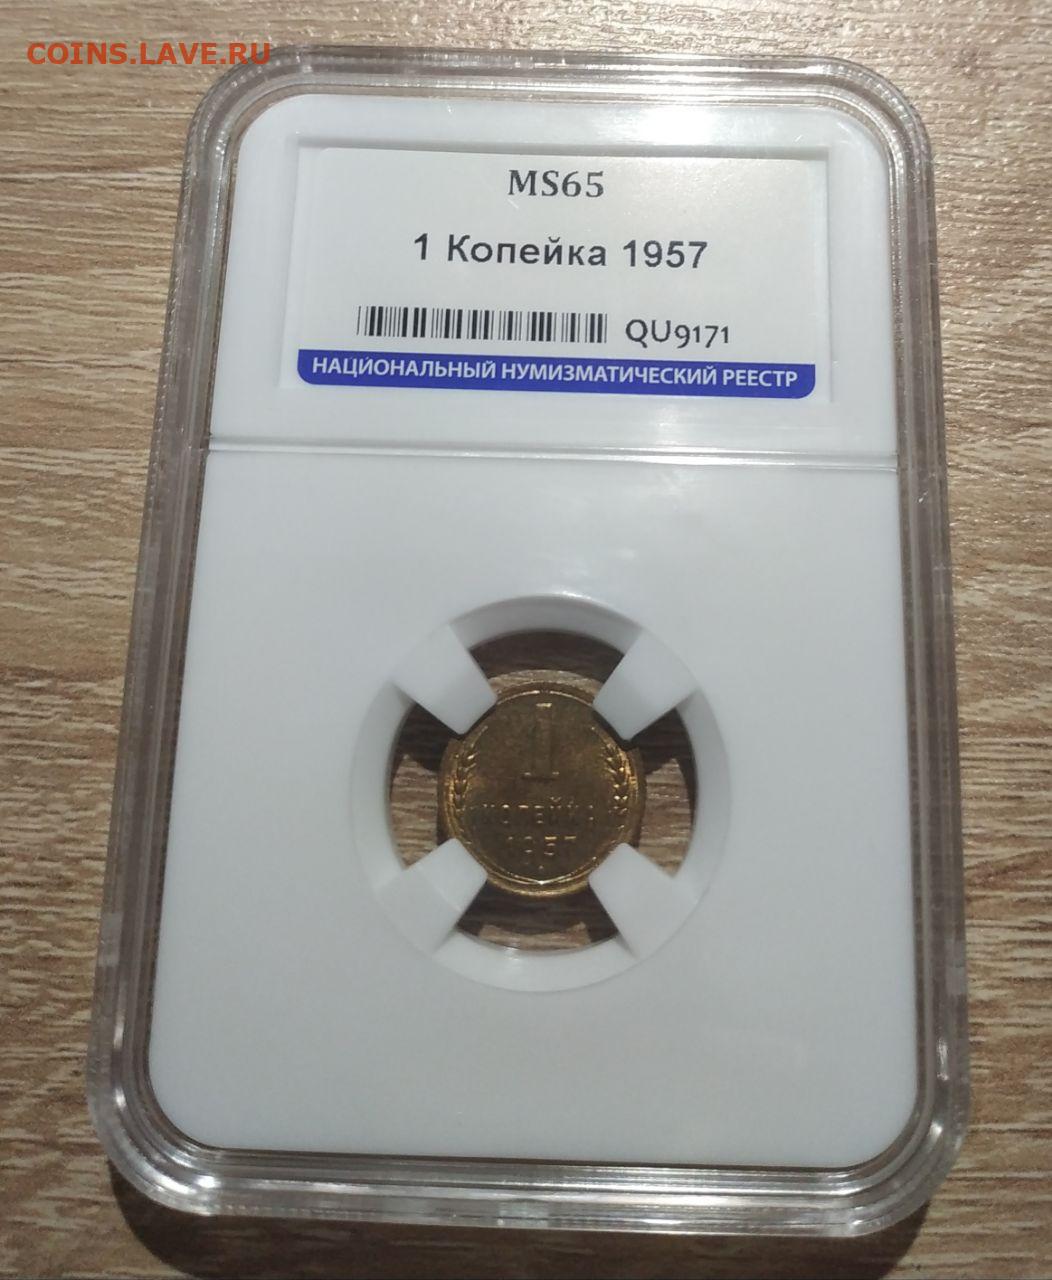 COINS.LAVE.RU
MS65
1 Копейка 1957
QU9171
НАЦИОНАЛЬНЫЙ НУМИЗМАТИЧЕСКИЙ РЕЕСТР
1
КОПЕЙКА
1957